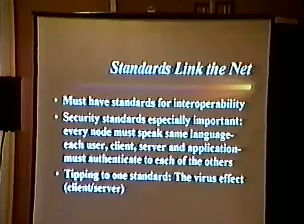 Standards Link the Net
• Must have standards for interoperability
• Security standards especially important:
every node must speak same language-
each user, client, server and application-
must authenticate to each of the others
• Tipping to one standard: The virus effect
(client/server)